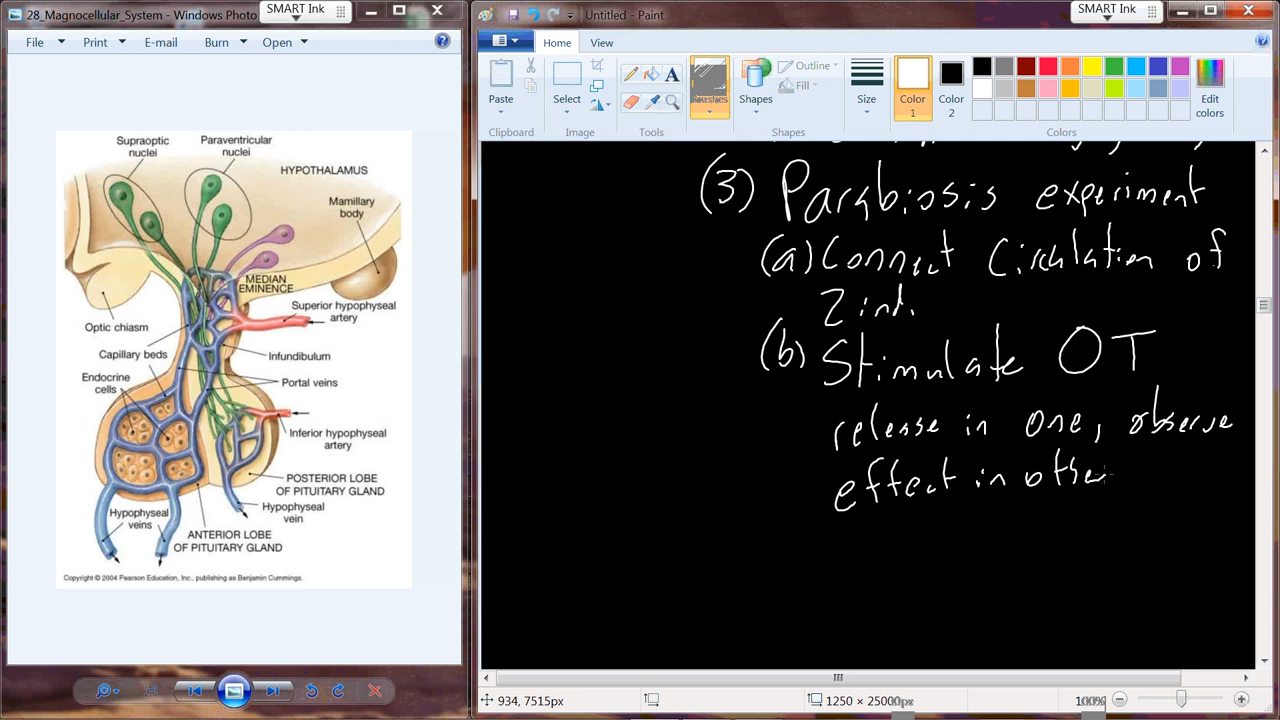 28_Magnocellular_System - Windows Photo
SMART Ink
File Print E-mail Burn Open
Supraoptic
nuclei
Paraventricular
nuclei
HYPOTHALAMUS
Mamillary
body
MEDIAN
EMINENCE
Superior hypophyseal
artery
Optic chiasm
Capillary beds
Infundibulum
Endocrine
cells
Portal veins
Inferior hypophyseal
artery
POSTERIOR LOBE
OF PITUITARY GLAND
Hypophyseal
vein
Hypophyseal
veins
ANTERIOR LOBE
OF PITUITARY GLAND
Copyright © 2004 Pearson Education, Inc., publishing as Benjamin Cummings.
Untitled - Paint
SMART Ink
Home View
Paste
Select
Brushes
Shapes
Outline
Fill
Size
Color
1
Color
2
Edit
colors
Clipboard
Image
Tools
Shapes
Colors
(3) Parabiosis experiment
(a) Connect Circulation of
2 ind.
(b) Stimulate OT
release in one, observe
effect in other
934, 7515px
1250 × 25000px
100%